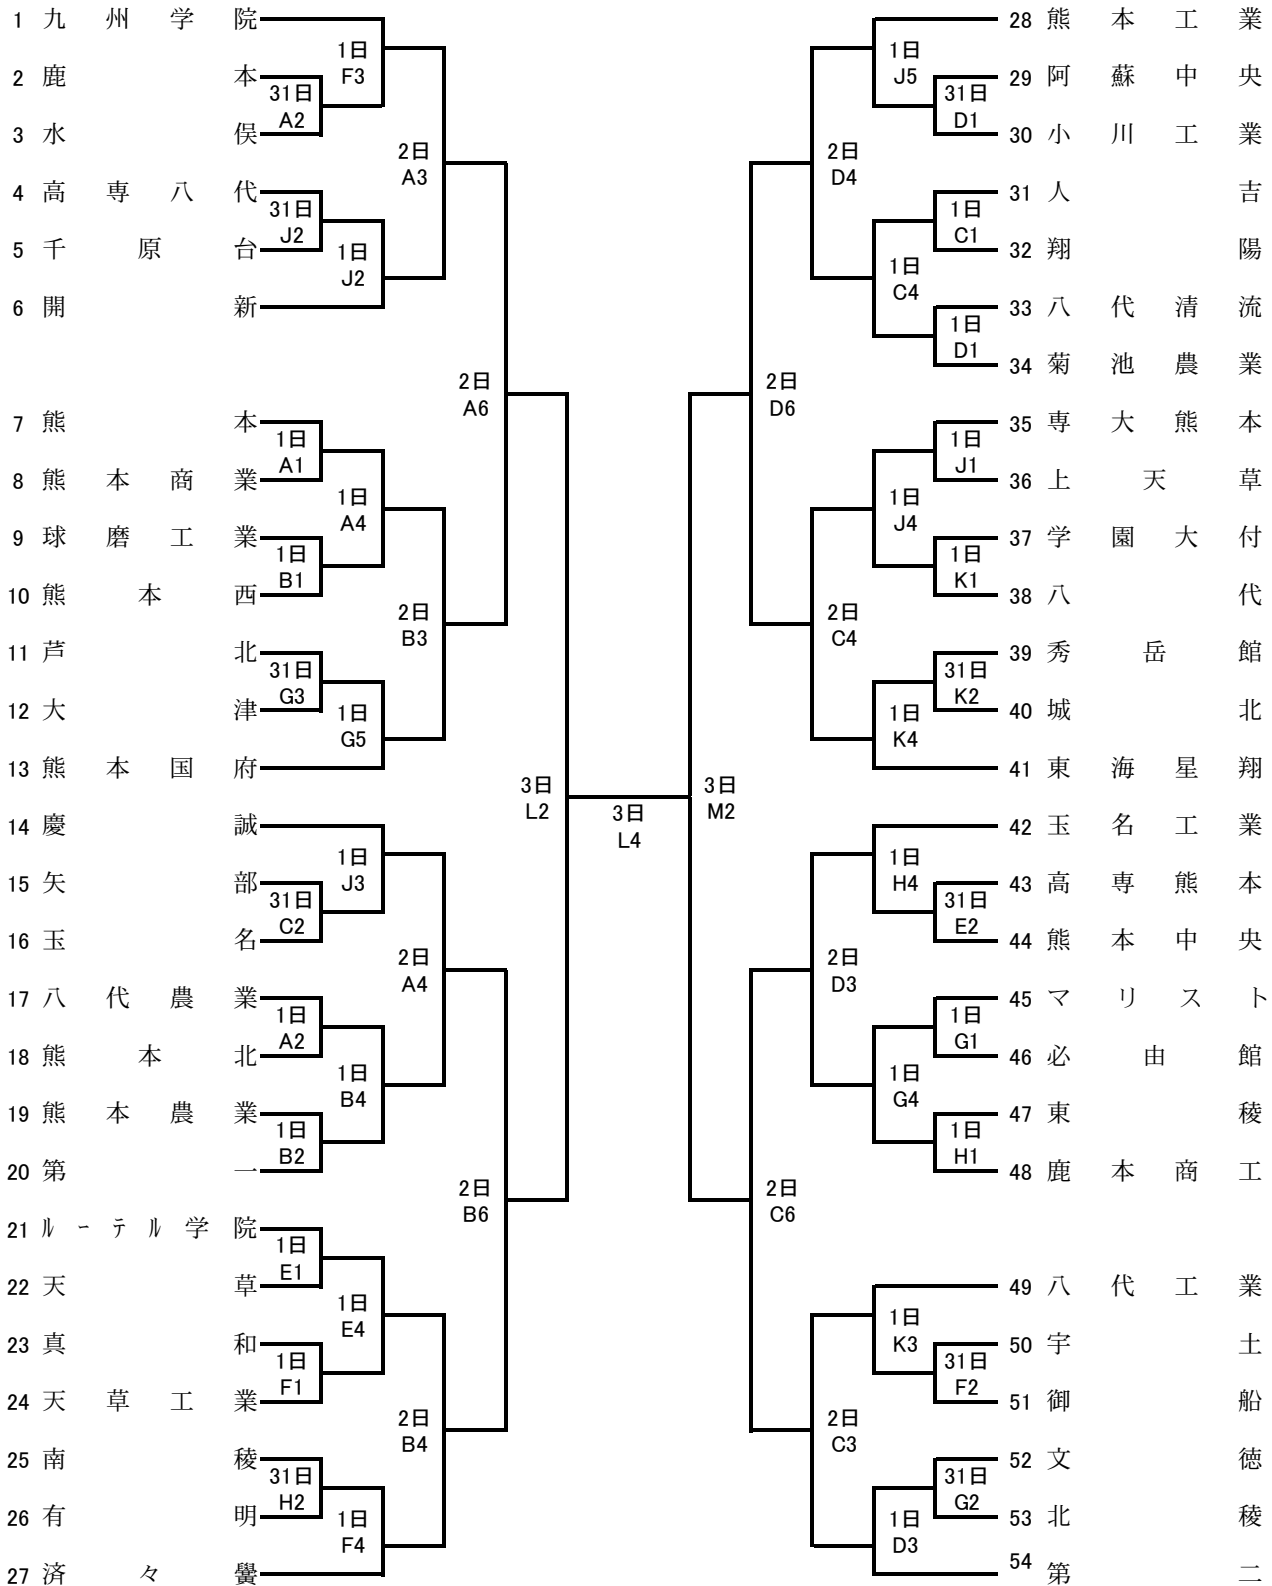 1 九州学院
2 鹿本
3 水俣
4 高専八代
5 千原台
6 開新
7 熊本
8 熊本商業
9 球磨工業
10 熊本西
11 芦北
12 大津
13 熊本国府
14 慶誠
15 矢部
16 玉名
17 八代農業
18 熊本北
19 熊本農業
20 第一
21 ﾙｰﾃﾙ学院
22 天草
23 真和
24 天草工業
25 南稜
26 有明
27 済々黌
31日 A2
31日 J2
1日 A1
1日 B1
31日 G3
31日 C2
1日 A2
1日 B2
1日 E1
1日 F1
31日 H2
1日 F3
1日 J2
1日 A4
1日 G5
1日 J3
1日 B4
1日 E4
1日 F4
2日 A3
2日 B3
2日 A4
2日 B4
2日 A6
2日 B6
3日 L2
3日 L4
3日 M2
2日 D6
2日 C6
2日 D4
2日 C4
2日 D3
2日 C3
1日 J5
1日 C4
1日 J4
1日 K4
1日 H4
1日 G4
1日 K3
1日 D3
31日 D1
1日 C1
1日 D1
1日 J1
1日 K1
31日 K2
31日 E2
1日 G1
1日 H1
31日 F2
31日 G2
28 熊本工業
29 阿蘇中央
30 小川工業
31 人吉
32 翔陽
33 八代清流
34 菊池農業
35 専大熊本
36 上天草
37 学園大付
38 八代
39 秀岳館
40 城北
41 東海星翔
42 玉名工業
43 高専熊本
44 熊本中央
45 マリスト
46 必由館
47 東稜
48 鹿本商工
49 八代工業
50 宇土
51 御船
52 文徳
53 北稜
54 第二